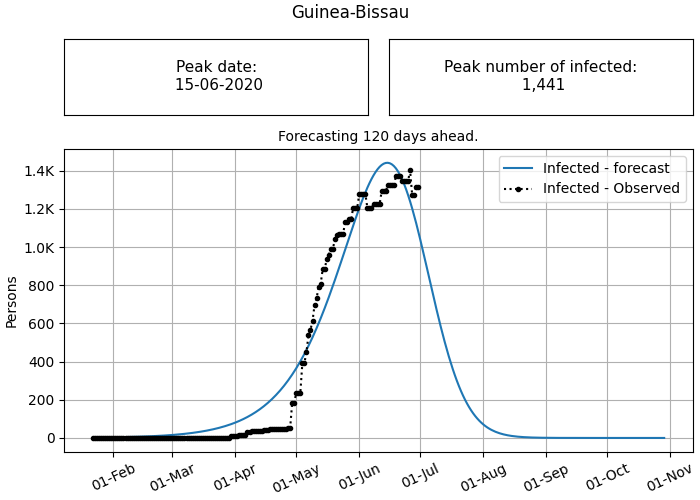 Guinea-Bissau
Peak date:
15-06-2020
Peak number of infected:
1,441
Forecasting 120 days ahead.
Infected - forecast
Infected - Observed
1.4K
1.2K
1.0K
800
600
400
200
0
Persons
01-Feb
01-Mar
01-Apr
01-May
01-Jun
01-Jul
01-Aug
01-Sep
01-Oct
01-Nov